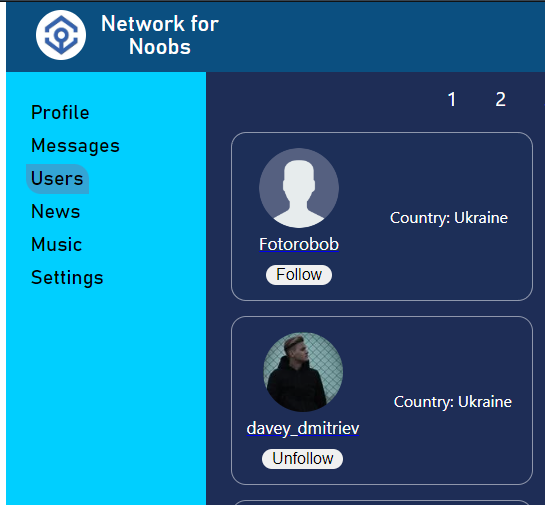 Network for
Noobs
Profile
Messages
Users
News
Music
Settings
1 2
Fotorobob
Country: Ukraine
Follow
davey_dmitriev
Country: Ukraine
Unfollow